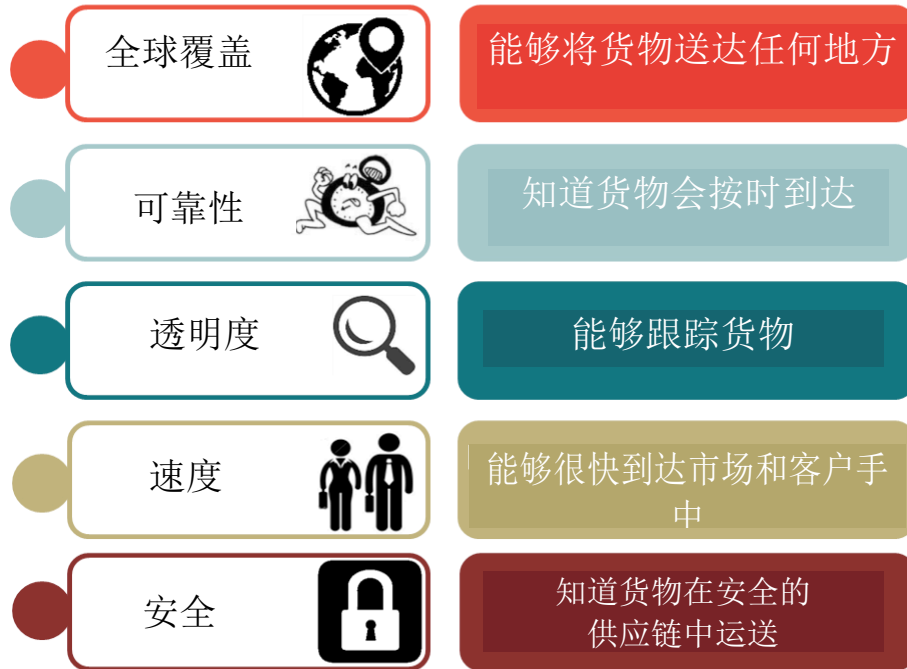 全球覆盖
能够将货物送达任何地方
可靠性
知道货物会按时到达
透明度
能够跟踪货物
速度
能够很快到达市场和客户手
中
安全
知道货物在安全的
供应链中运送